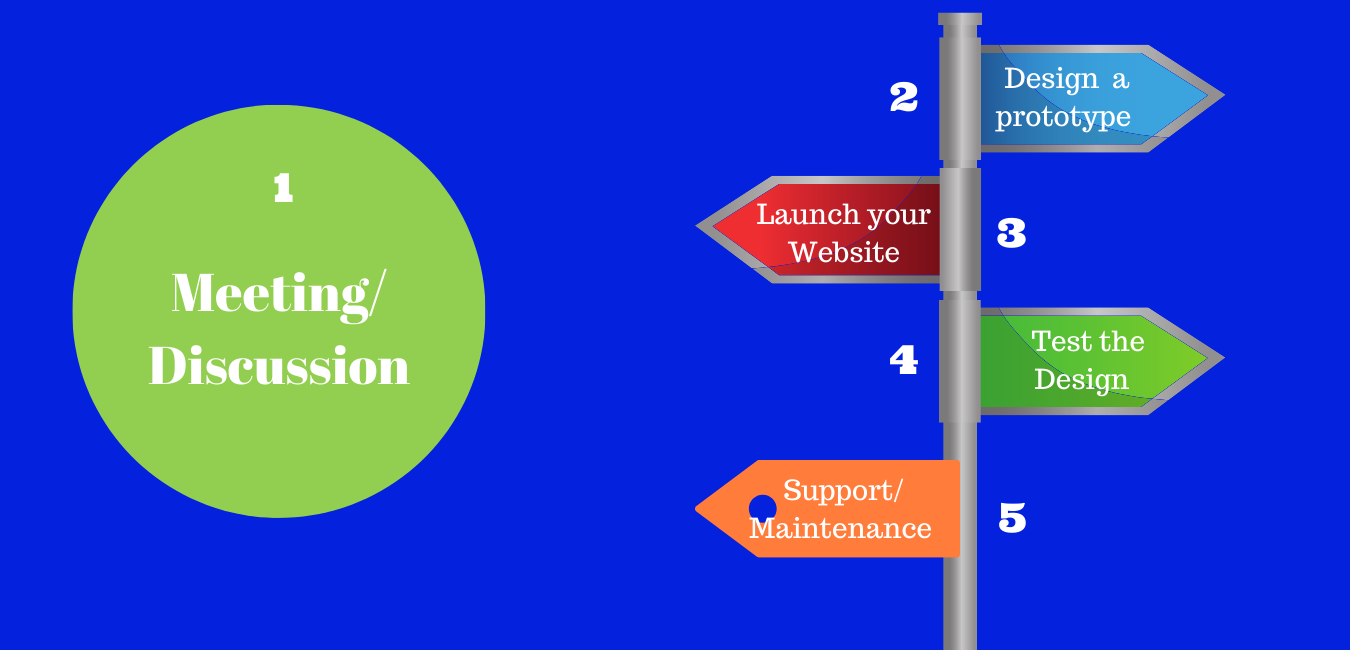 1
Meeting/
Discussion
2
Design a
prototype
Launch your
Website
3
4
Test the
Design
Support/
Maintenance
5